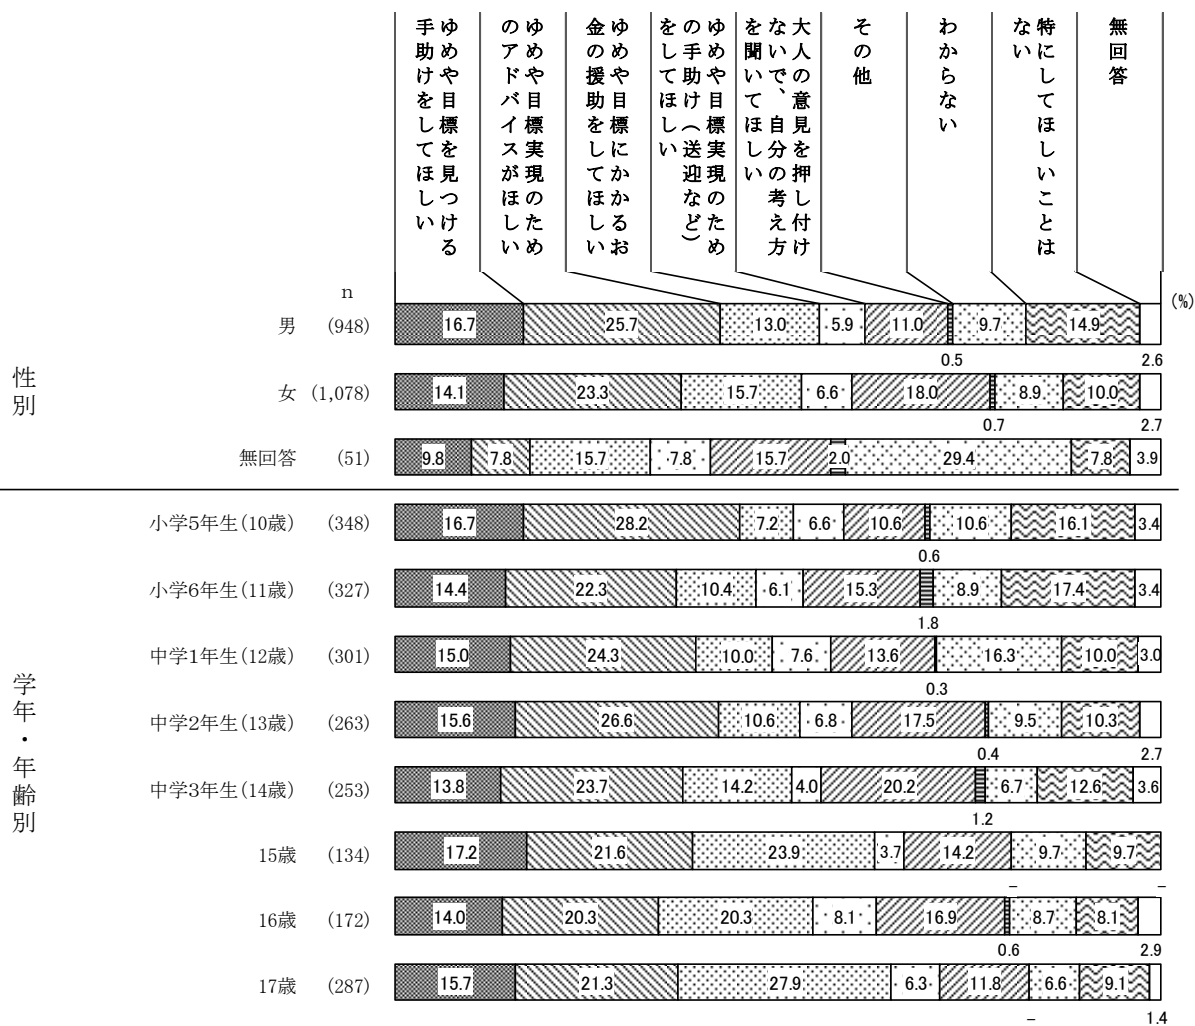 ゆめや目標を見つける
手助けをしてほしい
ゆめや目標実現のため
のアドバイスがほしい
ゆめや目標にかかるお
金の援助をしてほしい
ゆめや目標実現のため
の手助け（送迎など）
をしてほしい
大人の意見を押し付け
ないで、自分の考え方
を聞いてほしい
その他
わからない
特にしてほしいことは
ない
無回答
n
(%)
性別
男 (948) 16.7 25.7 13.0 5.9 11.0 9.7 14.9
0.5 2.6
女 (1,078) 14.1 23.3 15.7 6.6 18.0 8.9 10.0
0.7 2.7
無回答 (51) 9.8 7.8 15.7 7.8 15.7 2.0 29.4 7.8 3.9
学年・年齢別
小学5年生(10歳) (348) 16.7 28.2 7.2 6.6 10.6 10.6 16.1 3.4
0.6
小学6年生(11歳) (327) 14.4 22.3 10.4 6.1 15.3 8.9 17.4 3.4
1.8
中学1年生(12歳) (301) 15.0 24.3 10.0 7.6 13.6 16.3 10.0 3.0
0.3
中学2年生(13歳) (263) 15.6 26.6 10.6 6.8 17.5 9.5 10.3
0.4 2.7
中学3年生(14歳) (253) 13.8 23.7 14.2 4.0 20.2 6.7 12.6 3.6
1.2
15歳 (134) 17.2 21.6 23.9 3.7 14.2 9.7 9.7
– –
16歳 (172) 14.0 20.3 20.3 8.1 16.9 8.7 8.1
0.6 2.9
17歳 (287) 15.7 21.3 27.9 6.3 11.8 6.6 9.1
– 1.4